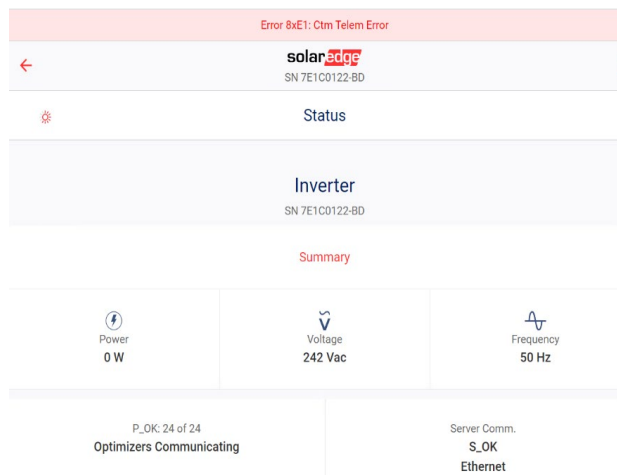 Error 8xE1: Ctm Telem Error
solaredge
SN 7E1C0122-BD
Status
Inverter
SN 7E1C0122-BD
Summary
Power
0 W
Voltage
242 Vac
Frequency
50 Hz
P_OK: 24 of 24
Optimizers Communicating
Server Comm.
S_OK
Ethernet